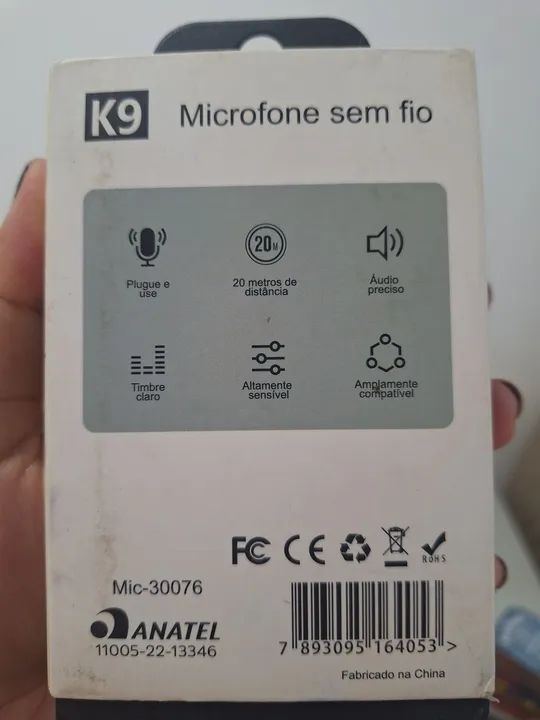 K9 Microfone sem fio
20M
Plugue e
use
20 metros de
distância
Áudio
preciso
Timbre
claro
Altamente
sensível
Amplamente
compatível
FC CE
RoHS
Mic-30076
ANATEL
11005-22-13346
7 893095 164053 >
Fabricado na China